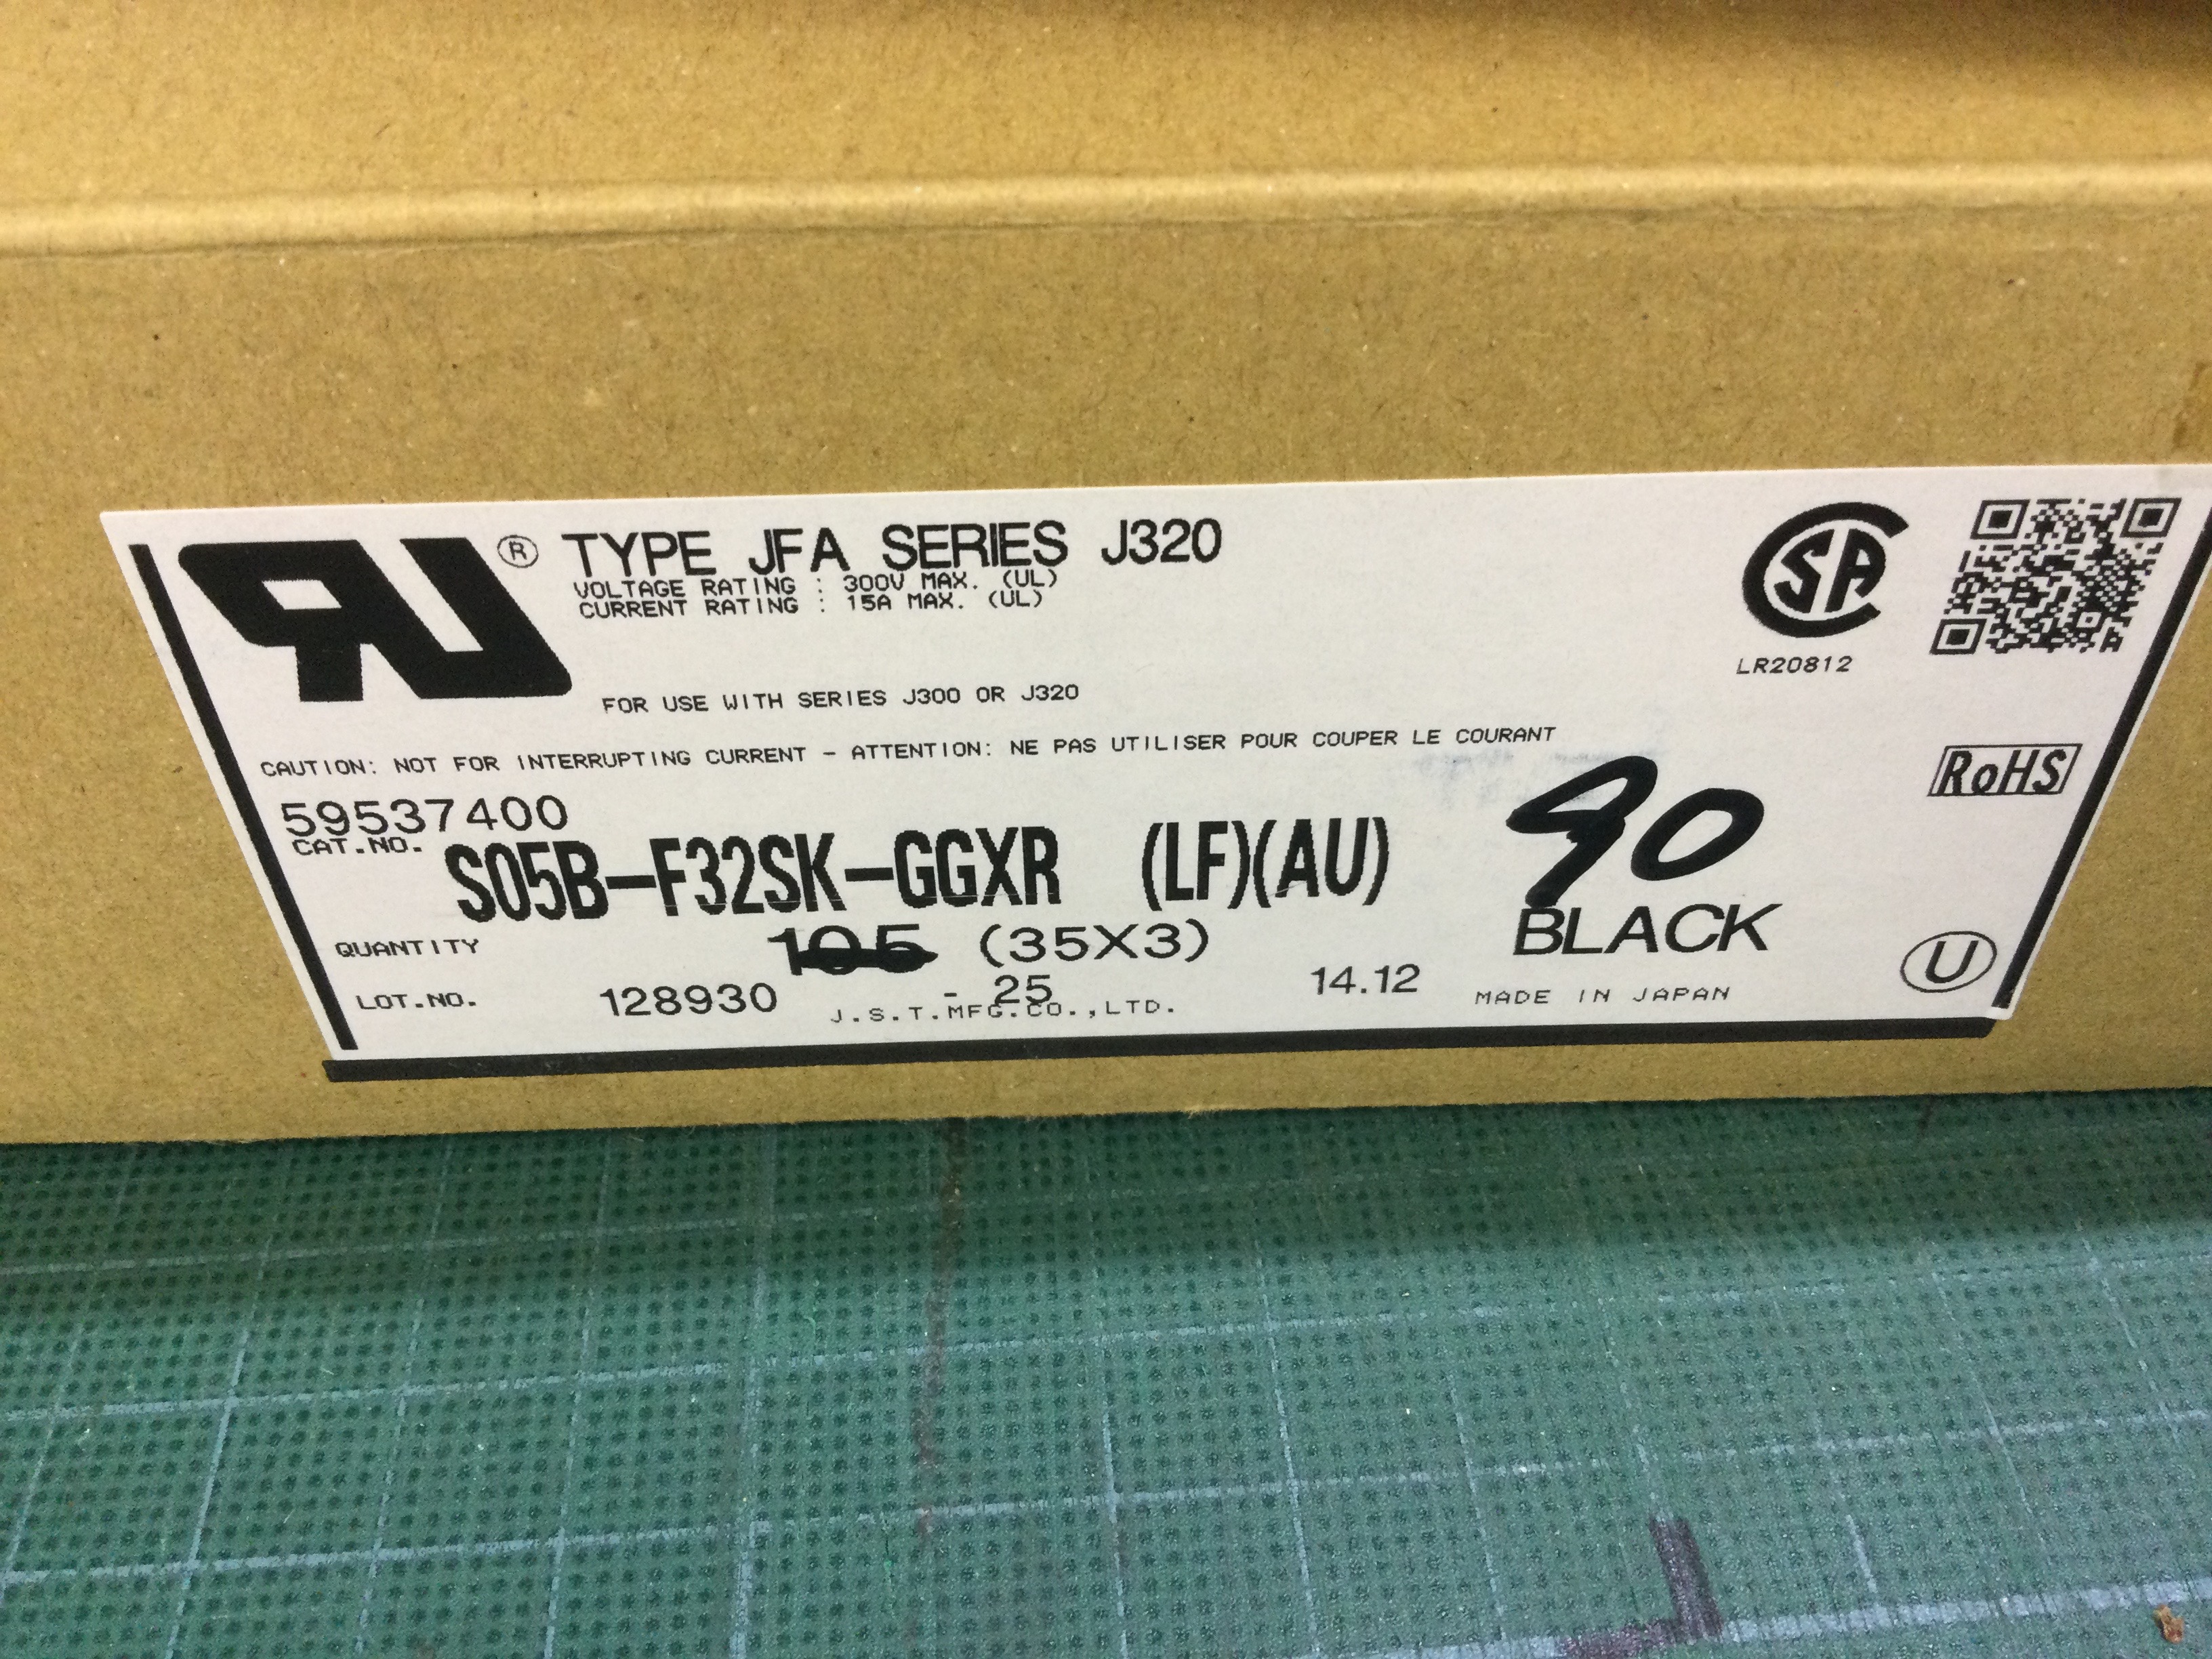 RU® TYPE JFA SERIES J320
VOLTAGE RATING : 300V MAX. (UL)
CURRENT RATING : 15A MAX. (UL)
CSA
LR20812
FOR USE WITH SERIES J300 OR J320
CAUTION: NOT FOR INTERRUPTING CURRENT - ATTENTION: NE PAS UTILISER POUR COUPER LE COURANT
RoHS
59537400
CAT.NO. S05B-F32SK-GGXR (LF)(AU)
90
QUANTITY 105 (35X3) BLACK
LOT.NO. 128930 - 25 14.12
J.S.T.MFG.CO.,LTD. MADE IN JAPAN
U